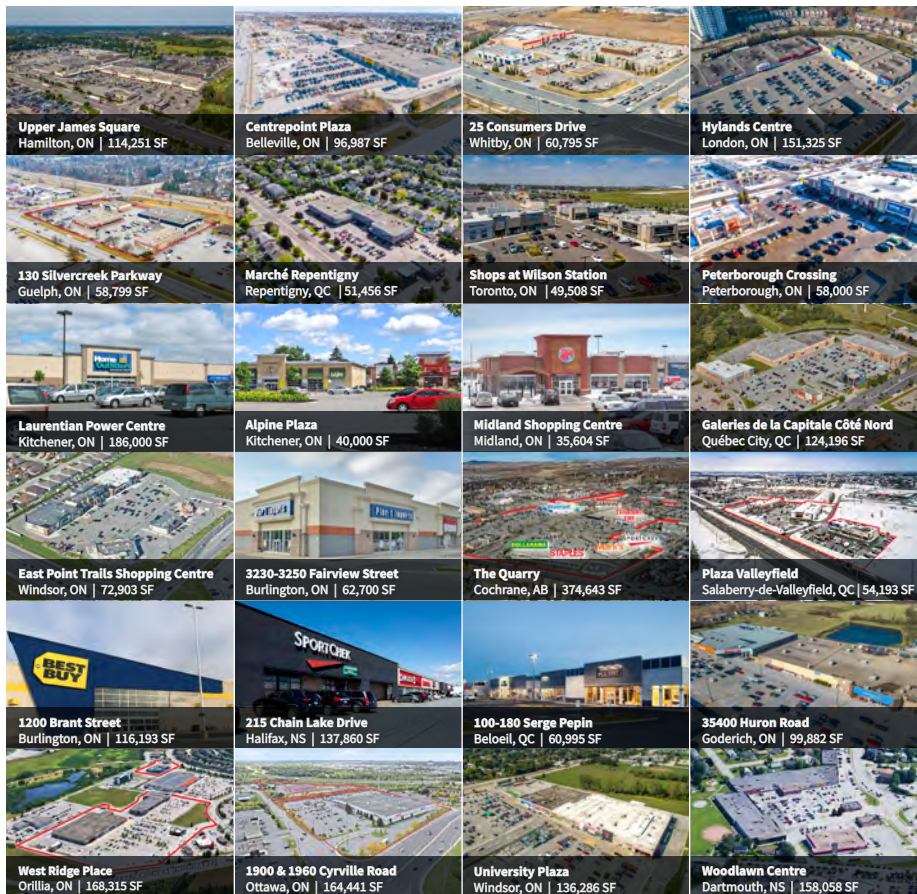 Upper James Square
Hamilton, ON | 114,251 SF
Centrepoint Plaza
Belleville, ON | 96,987 SF
25 Consumers Drive
Whitby, ON | 60,795 SF
Hylands Centre
London, ON | 151,325 SF
130 Silvercreek Parkway
Guelph, ON | 58,799 SF
Marché Repentigny
Repentigny, QC | 51,456 SF
Shops at Wilson Station
Toronto, ON | 49,508 SF
Peterborough Crossing
Peterborough, ON | 58,000 SF
Home
Outfitters
Laurentian Power Centre
Kitchener, ON | 186,000 SF
Alpine Plaza
Kitchener, ON | 40,000 SF
Midland Shopping Centre
Midland, ON | 35,604 SF
Galeries de la Capitale Côté Nord
Québec City, QC | 124,196 SF
East Point Trails Shopping Centre
Windsor, ON | 72,903 SF
3230-3250 Fairview Street
Burlington, ON | 62,700 SF
Walmart
SPORTCHEK
DOLLARAMA
STAPLES
Mark's
The Quarry
Cochrane, AB | 374,643 SF
Plaza Valleyfield
Salaberry-de-Valleyfield, QC | 54,193 SF
BEST
BUY
1200 Brant Street
Burlington, ON | 116,193 SF
SPORTCHEK
215 Chain Lake Drive
Halifax, NS | 137,860 SF
100-180 Serge Pepin
Beloeil, QC | 60,995 SF
35400 Huron Road
Goderich, ON | 99,882 SF
West Ridge Place
Orillia, ON | 168,315 SF
1900 & 1960 Cyrville Road
Ottawa, ON | 164,441 SF
University Plaza
Windsor, ON | 136,286 SF
Woodlawn Centre
Dartmouth, NS | 158,058 SF